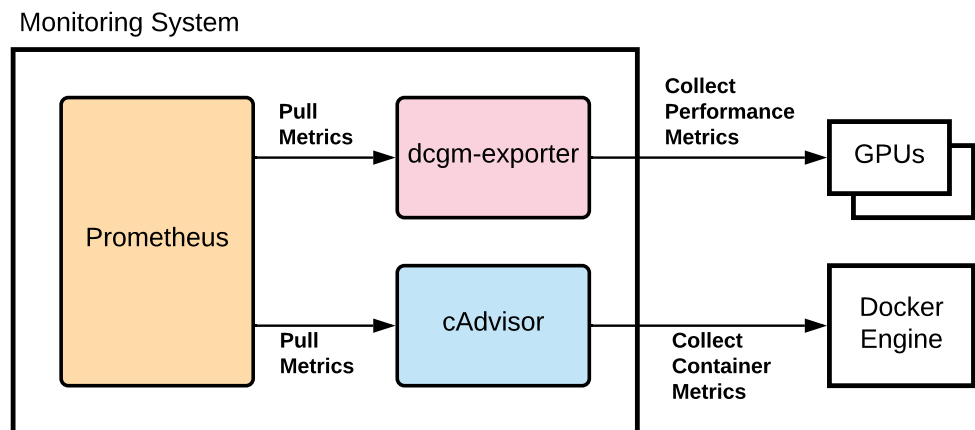 Monitoring System
Prometheus
Pull
Metrics
dcgm-exporter
Collect
Performance
Metrics
GPUs
Pull
Metrics
cAdvisor
Collect
Container
Metrics
Docker
Engine